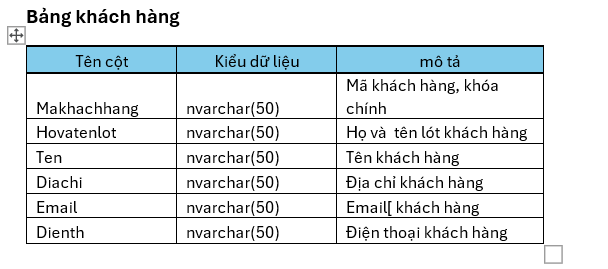 Bảng khách hàng
Tên cột Kiểu dữ liệu mô tả
Makhachhang nvarchar(50) Mã khách hàng, khóa
chính
Hovatenlot nvarchar(50) Họ và  tên lót khách hàng
Ten nvarchar(50) Tên khách hàng
Diachi nvarchar(50) Địa chỉ khách hàng
Email nvarchar(50) Email[ khách hàng
Dienth nvarchar(50) Điện thoại khách hàng